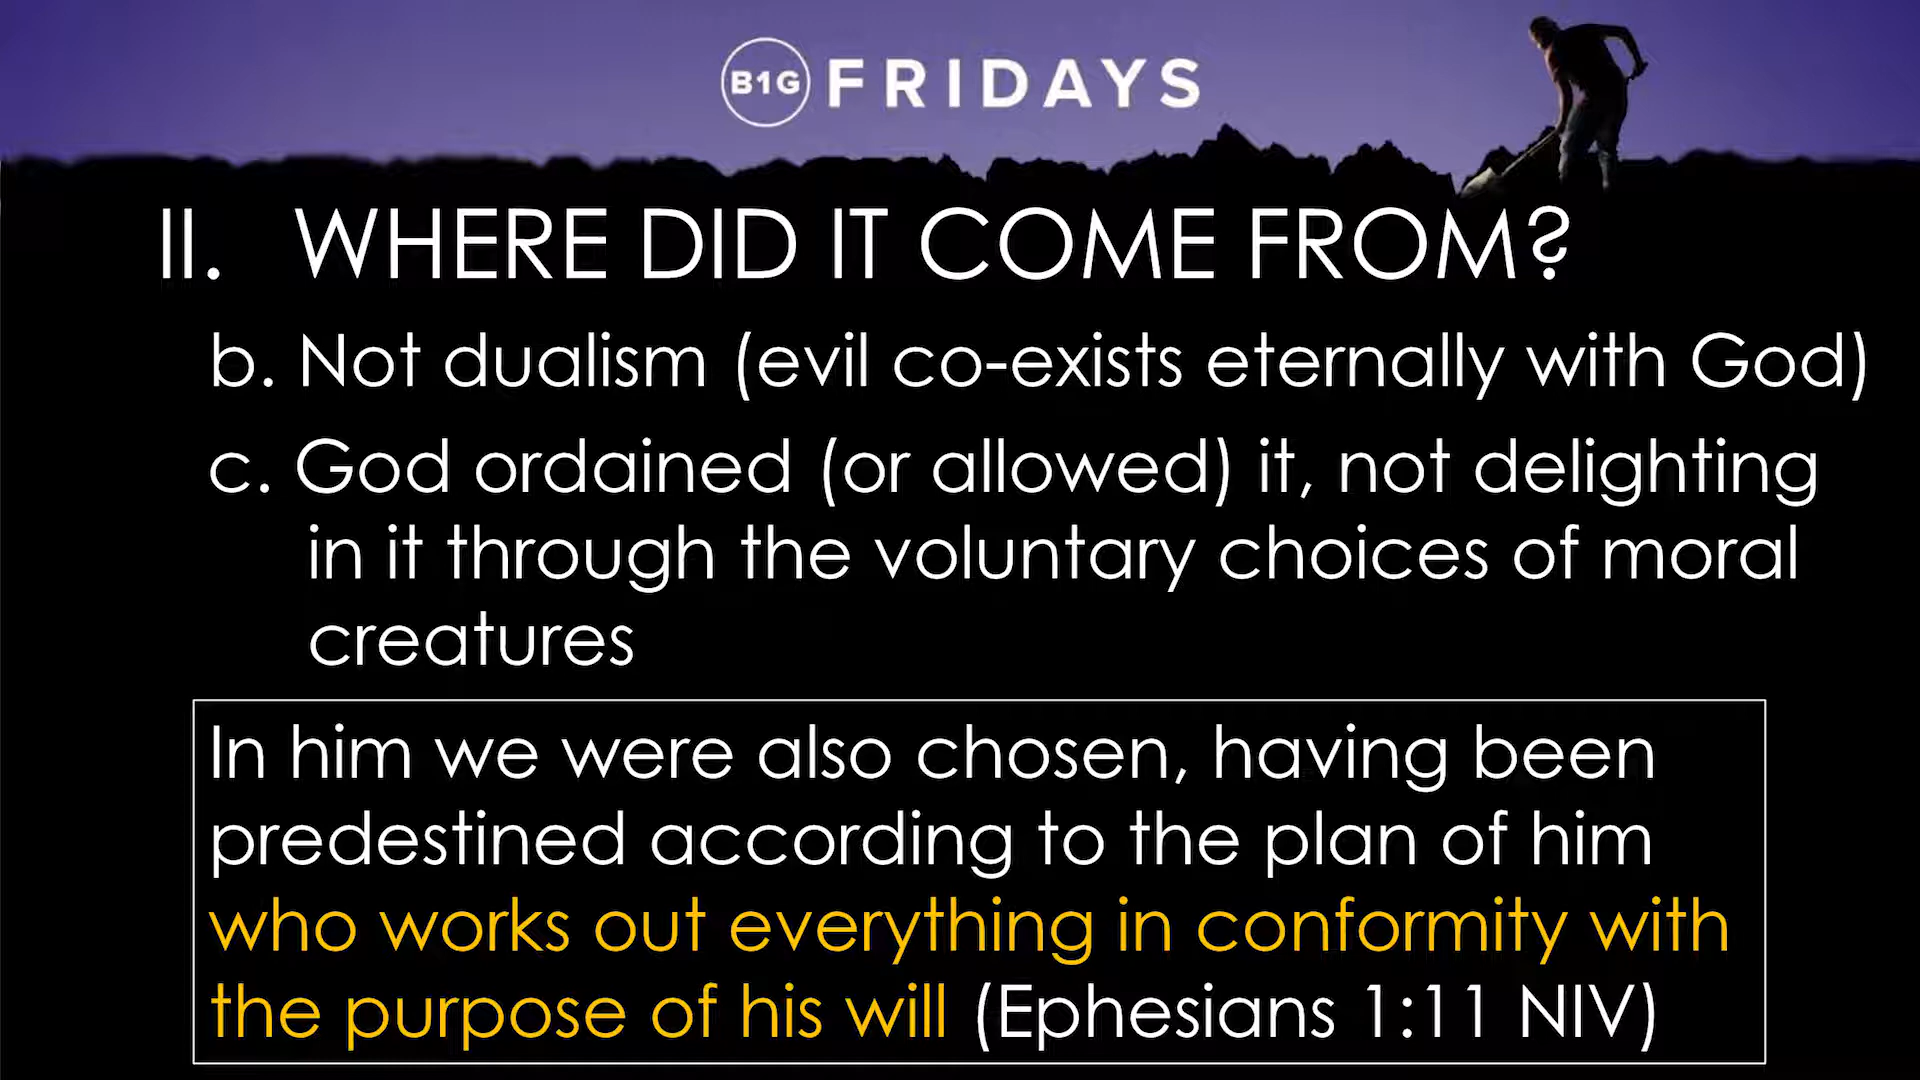 B1G FRIDAYS
II. WHERE DID IT COME FROM?
b. Not dualism (evil co-exists eternally with God)
c. God ordained (or allowed) it, not delighting
in it through the voluntary choices of moral
creatures
In him we were also chosen, having been
predestined according to the plan of him
who works out everything in conformity with
the purpose of his will (Ephesians 1:11 NIV)